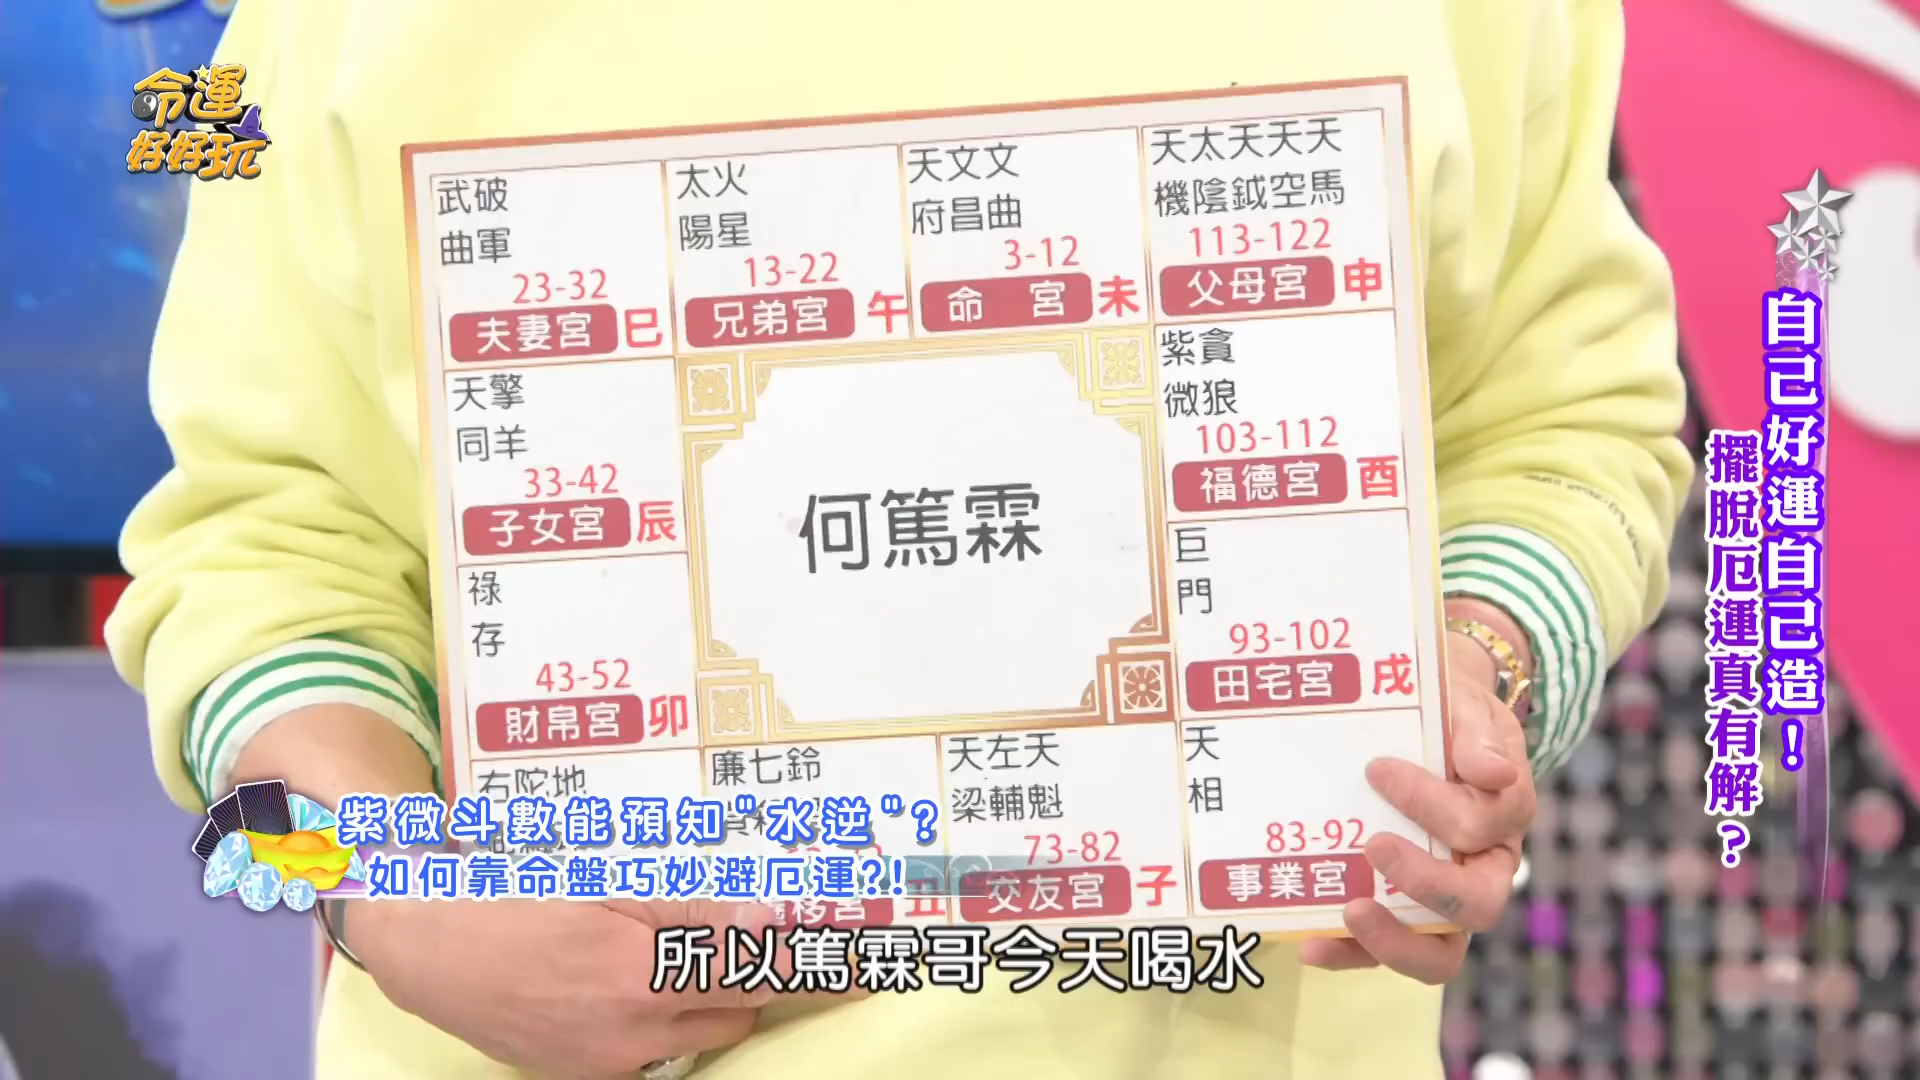 命運
好好玩
武破
曲軍
23-32
夫妻宮 巳
太火
陽星
13-22
兄弟宮 午
天文文
府昌曲
3-12
命 宮 未
天太天天天
機陰鉞空馬
113-122
父母宮 申
天擎
同羊
33-42
子女宮 辰
何篤霖
紫貪
微狼
103-112
福德宮 酉
祿
存
43-52
財帛宮 卯
巨
門
93-102
田宅宮 戌
右陀地
廉七鈴
遷移宮 丑
天左天
梁輔魁
73-82
交友宮 子
天
相
83-92
事業宮
自己好運自己造！
擺脫厄運真有解？
紫微斗數能預知"水逆"？
如何靠命盤巧妙避厄運?!
所以篤霖哥今天喝水